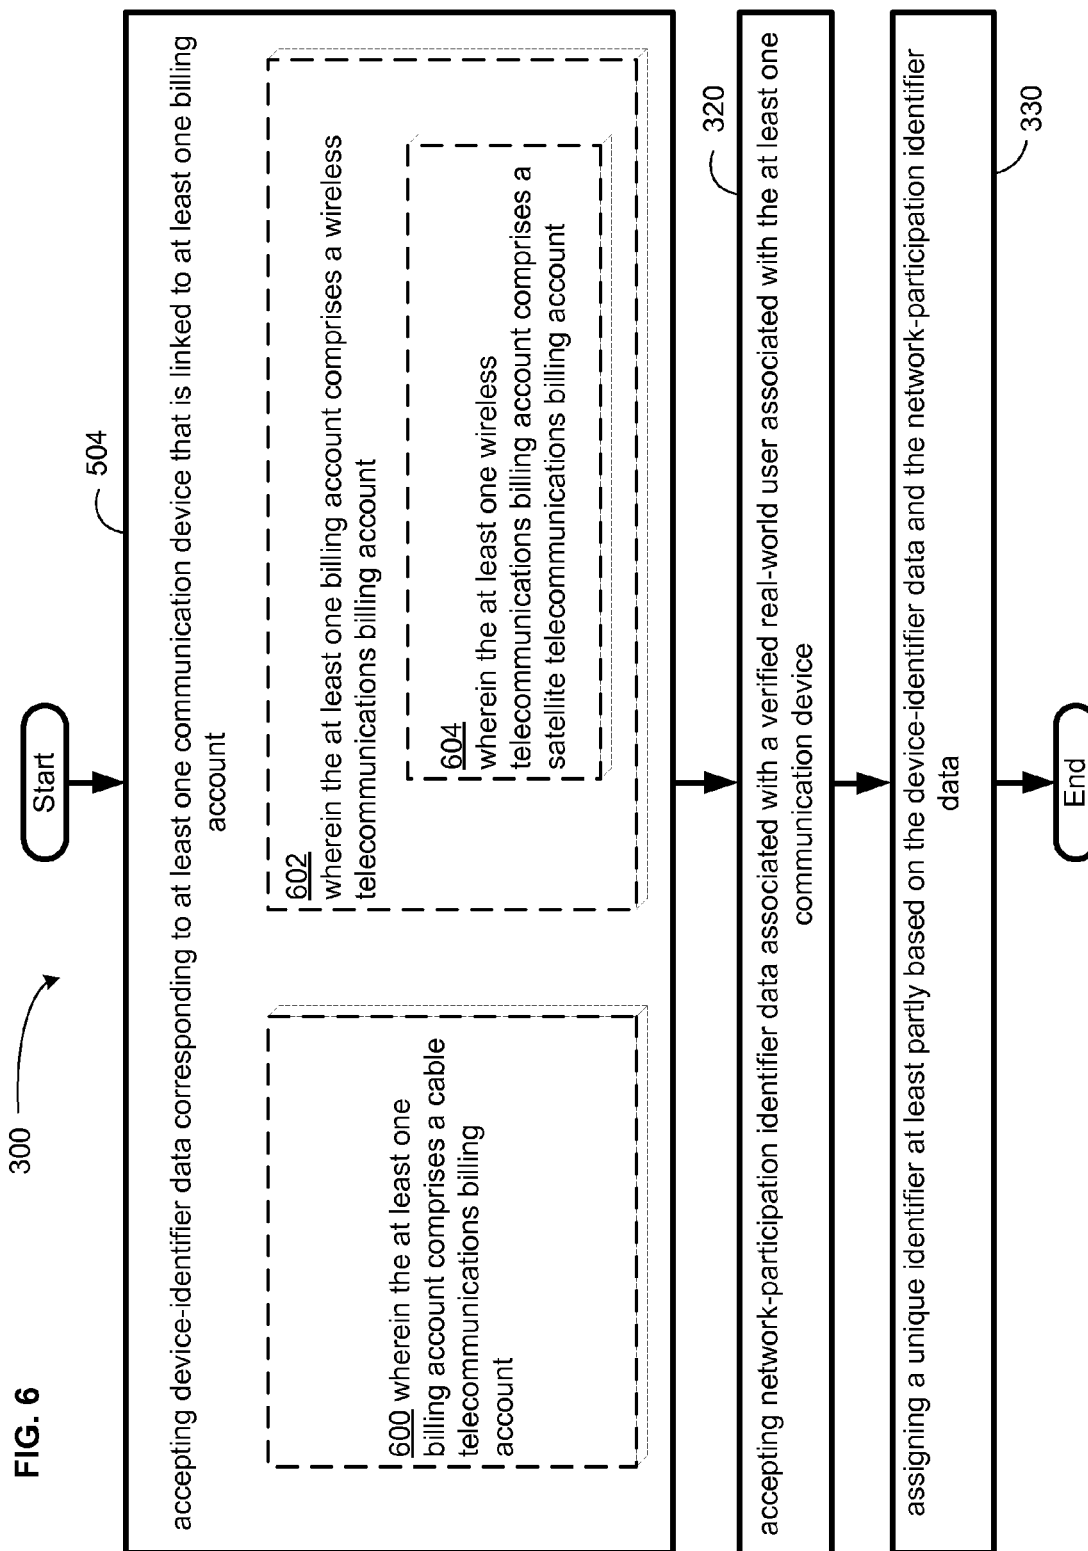 FIG. 6
300
Start
504
accepting device-identifier data corresponding to at least one communication device that is linked to at least one billing
account
600 wherein the at least one
billing account comprises a cable
telecommunications billing
account
602
wherein the at least one billing account comprises a wireless
telecommunications billing account
604
wherein the at least one wireless
telecommunications billing account comprises a
satellite telecommunications billing account
320
accepting network-participation identifier data associated with a verified real-world user associated with the at least one
communication device
330
assigning a unique identifier at least partly based on the device-identifier data and the network-participation identifier
data
End